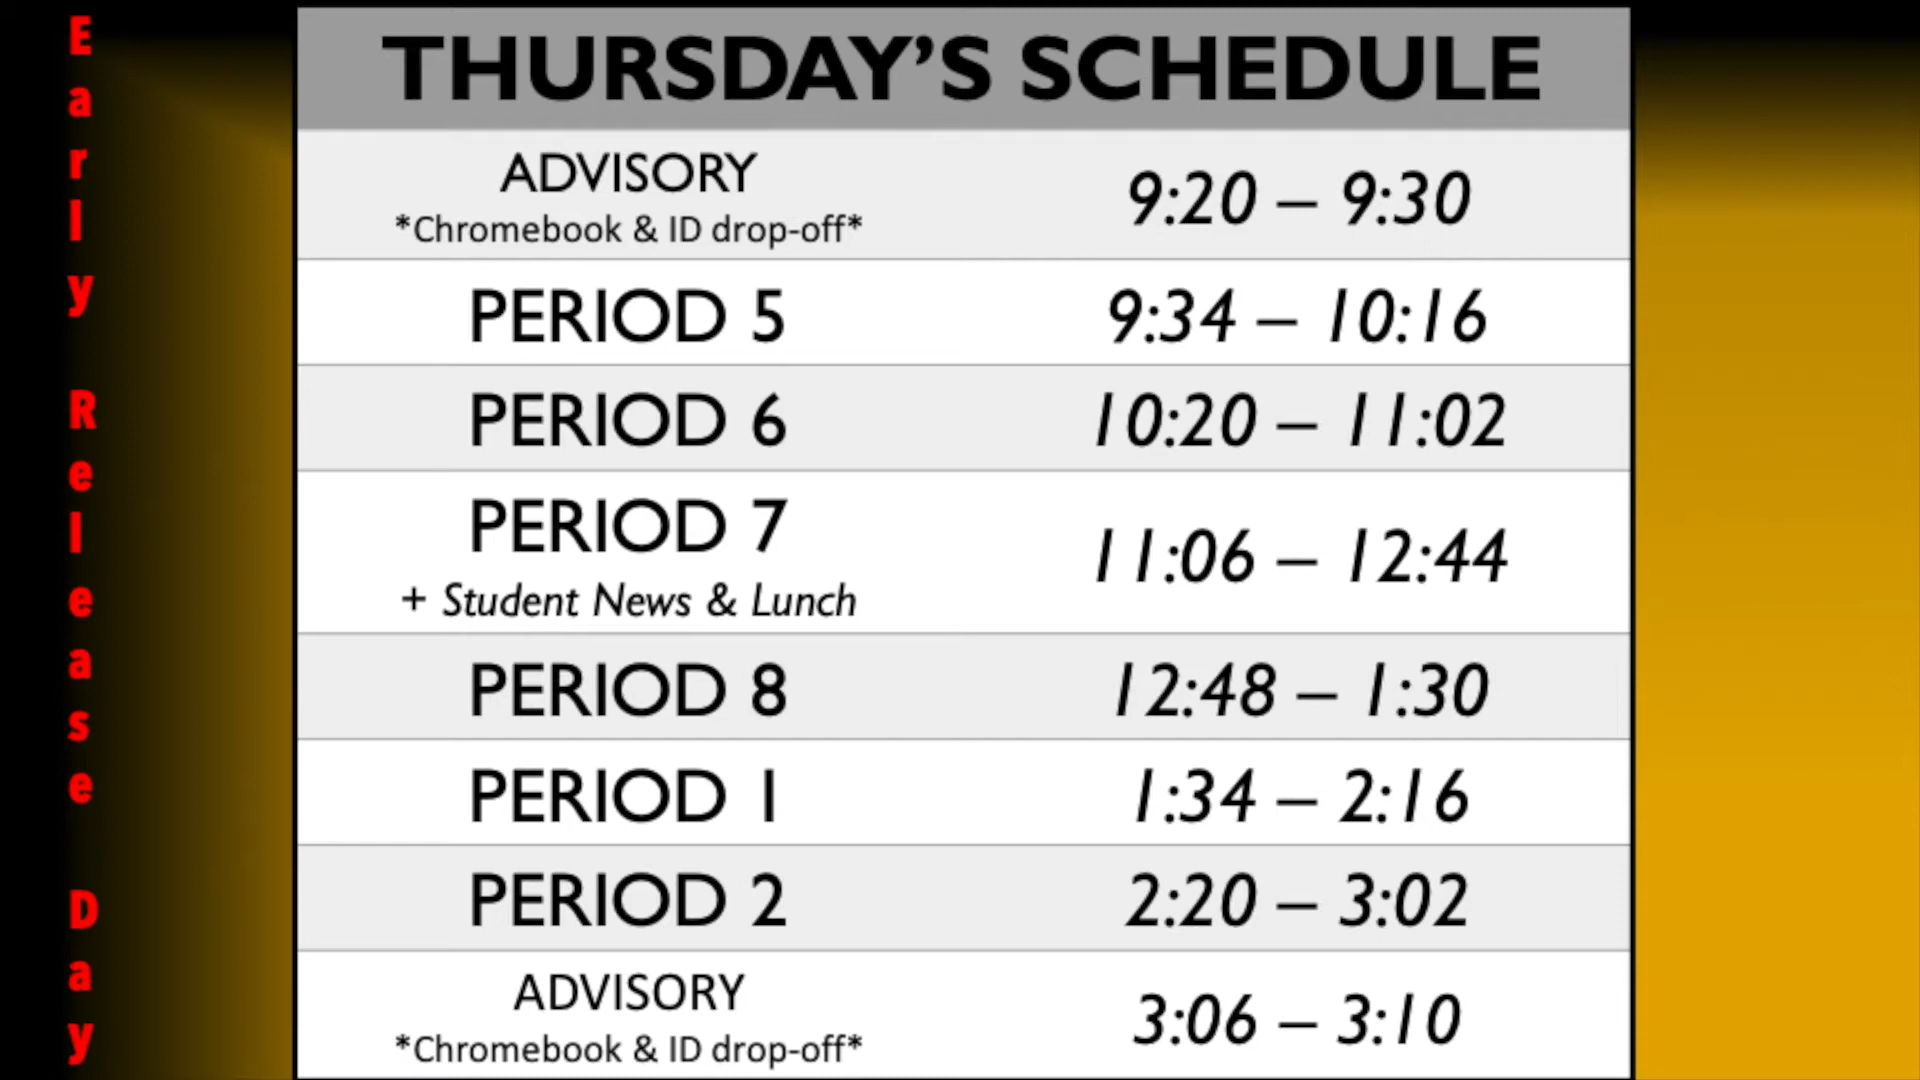 Early Release Day
THURSDAY'S SCHEDULE
ADVISORY
*Chromebook & ID drop-off*
9:20 – 9:30
PERIOD 5
9:34 – 10:16
PERIOD 6
10:20 – 11:02
PERIOD 7
+ Student News & Lunch
11:06 – 12:44
PERIOD 8
12:48 – 1:30
PERIOD 1
1:34 – 2:16
PERIOD 2
2:20 – 3:02
ADVISORY
*Chromebook & ID drop-off*
3:06 – 3:10